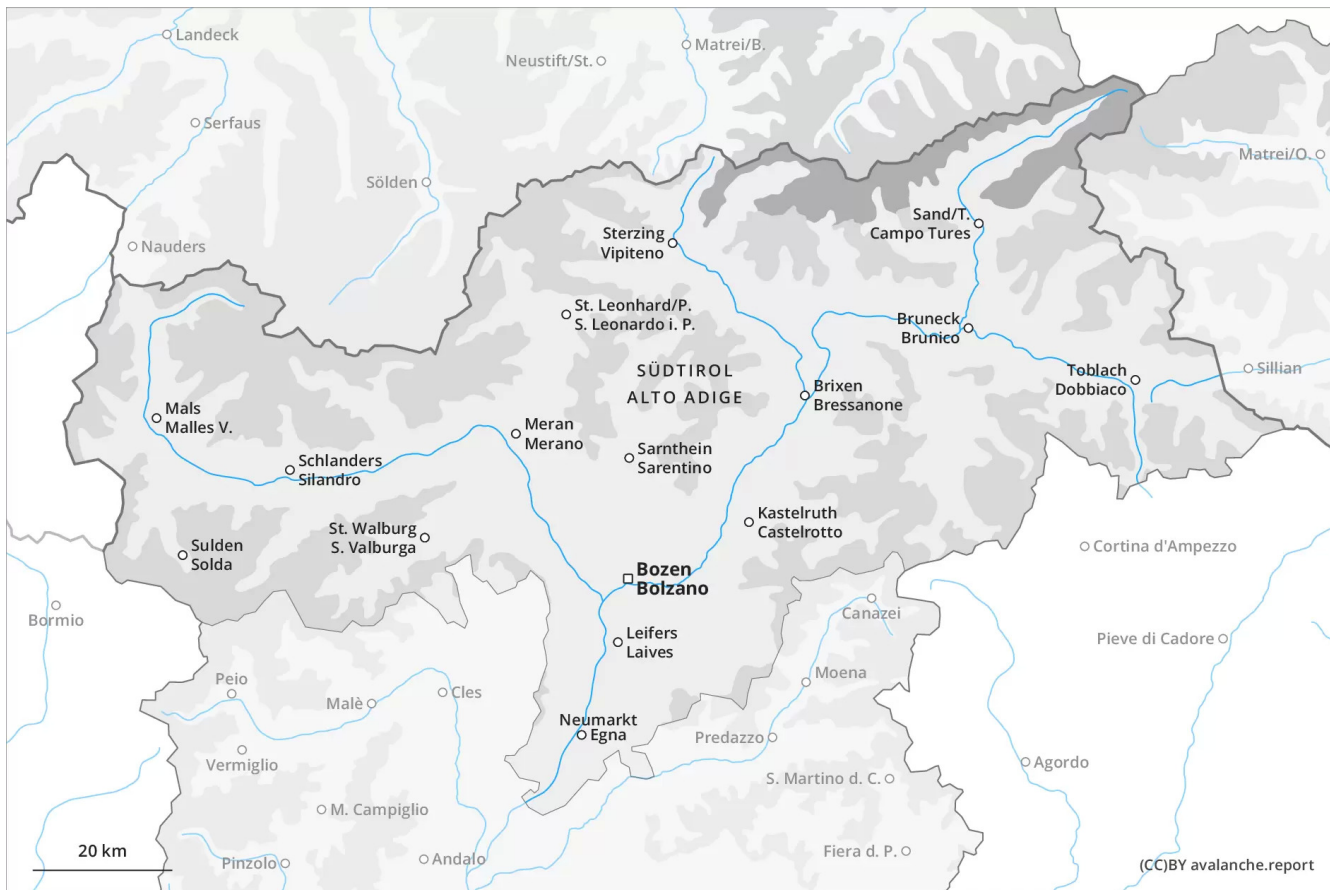 Landeck
Matrei/B.
Neustift/St.
Serfaus
Matrei/O.
Sölden
Sand/T.
Campo Tures
Nauders
Sterzing
Vipiteno
St. Leonhard/P.
S. Leonardo i. P.
Bruneck
Brunico
SÜDTIROL
ALTO ADIGE
Toblach
Dobbiaco
Sillian
Brixen
Bressanone
Mals
Malles V.
Meran
Merano
Sarnthein
Sarentino
Schlanders
Silandro
Kastelruth
Castelrotto
St. Walburg
S. Valburga
Sulden
Solda
Cortina d'Ampezzo
Bozen
Bolzano
Bormio
Canazei
Leifers
Laives
Pieve di Cadore
Peio
Moena
Malè
Cles
Neumarkt
Egna
Predazzo
Vermiglio
Agordo
S. Martino d. C.
M. Campiglio
20 km
Pinzolo
Andalo
Fiera d. P.
(CC)BY avalanche.report